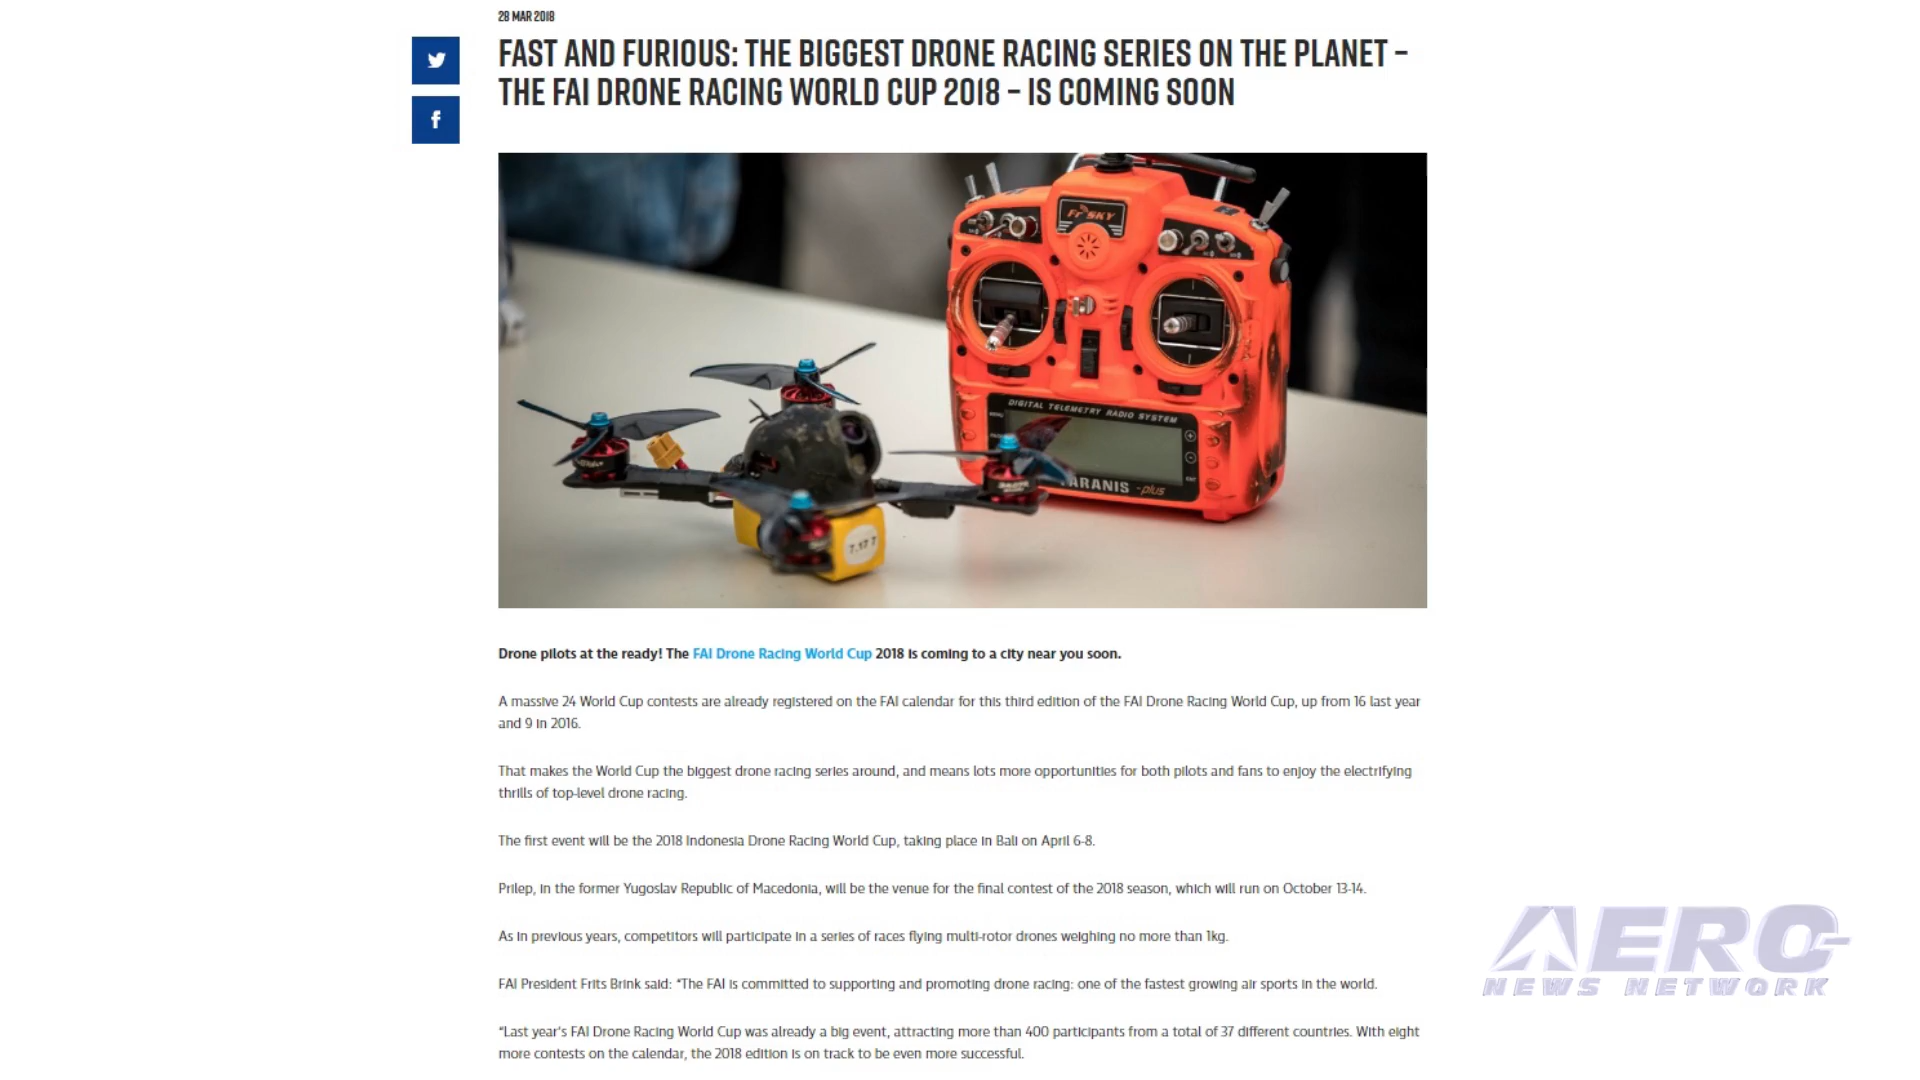 28 MAR 2018
FAST AND FURIOUS: THE BIGGEST DRONE RACING SERIES ON THE PLANET –
THE FAI DRONE RACING WORLD CUP 2018 – IS COMING SOON
Fr SKY
DIGITAL TELEMETRY RADIO SYSTEM
ARANIS -plus
7.17 7
Drone pilots at the ready! The FAI Drone Racing World Cup 2018 is coming to a city near you soon.
A massive 24 World Cup contests are already registered on the FAI calendar for this third edition of the FAI Drone Racing World Cup, up from 16 last year
and 9 in 2016.
That makes the World Cup the biggest drone racing series around, and means lots more opportunities for both pilots and fans to enjoy the electrifying
thrills of top-level drone racing.
The first event will be the 2018 Indonesia Drone Racing World Cup, taking place in Bali on April 6-8.
Prilep, in the former Yugoslav Republic of Macedonia, will be the venue for the final contest of the 2018 season, which will run on October 13-14.
As in previous years, competitors will participate in a series of races flying multi-rotor drones weighing no more than 1kg.
FAI President Frits Brink said: “The FAI is committed to supporting and promoting drone racing: one of the fastest growing air sports in the world.
“Last year's FAI Drone Racing World Cup was already a big event, attracting more than 400 participants from a total of 37 different countries. With eight
more contests on the calendar, the 2018 edition is on track to be even more successful.
AERO
NEWS NETWORK